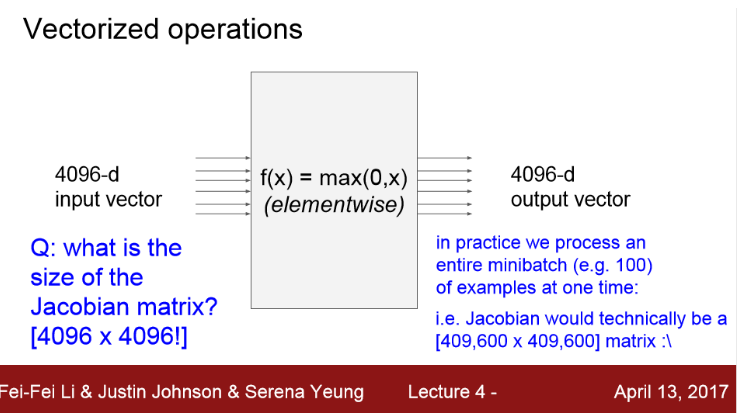 Vectorized operations
4096-d
input vector
f(x) = max(0,x)
(elementwise)
4096-d
output vector
Q: what is the
size of the
Jacobian matrix?
[4096 x 4096!]
in practice we process an
entire minibatch (e.g. 100)
of examples at one time:
i.e. Jacobian would technically be a
[409,600 x 409,600] matrix :\
Fei-Fei Li & Justin Johnson & Serena Yeung Lecture 4 - April 13, 2017